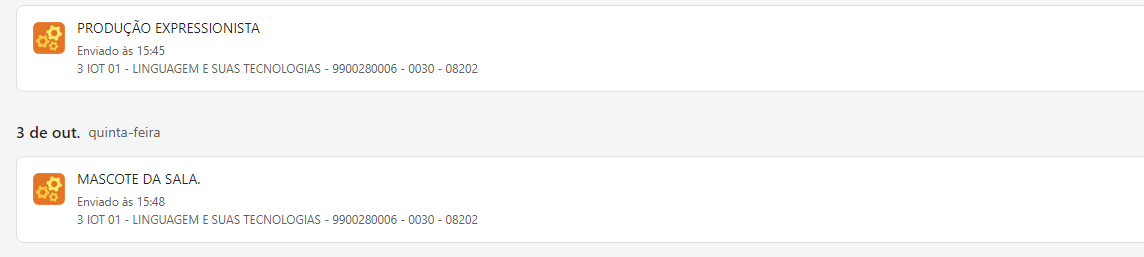 PRODUÇÃO EXPRESSIONISTA
Enviado às 15:45
3 IOT 01 - LINGUAGEM E SUAS TECNOLOGIAS - 9900280006 - 0030 - 08202
3 de out. quinta-feira
MASCOTE DA SALA.
Enviado às 15:48
3 IOT 01 - LINGUAGEM E SUAS TECNOLOGIAS - 9900280006 - 0030 - 08202